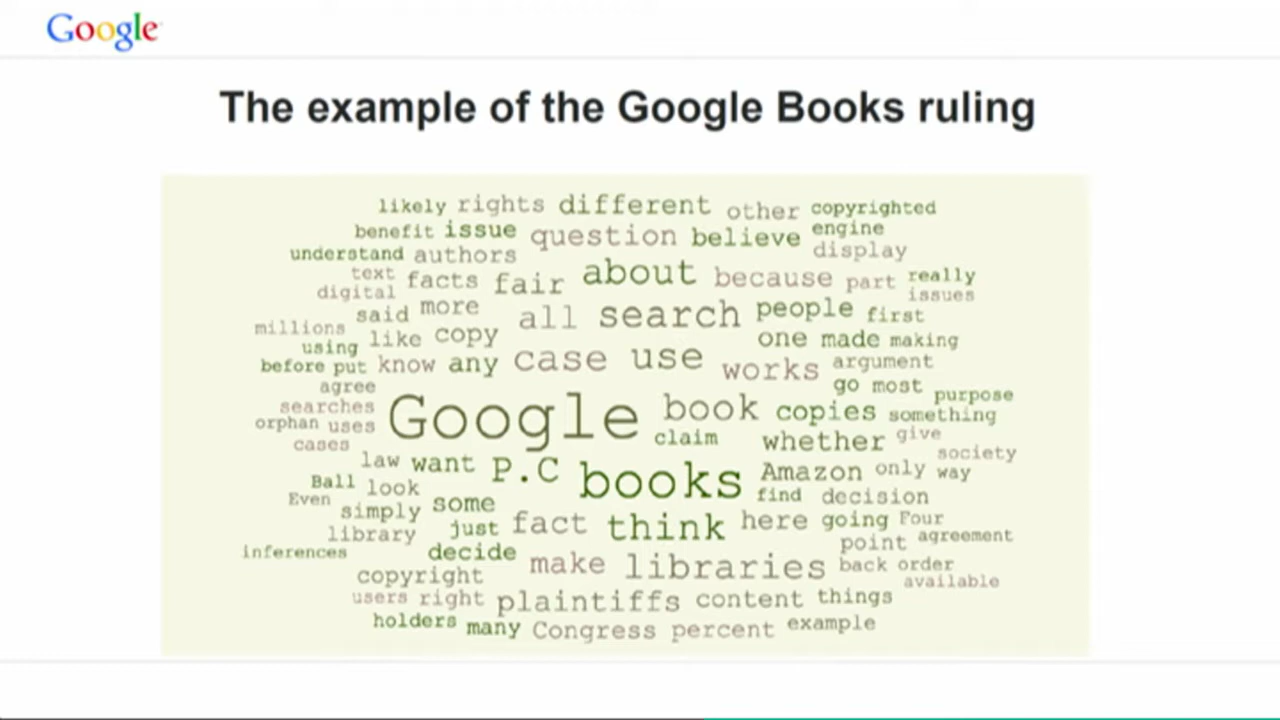 Google
The example of the Google Books ruling
likely rights different other copyrighted
benefit issue question believe engine
understand authors display
text facts fair about because part really
digital issues
said more all search people first
millions like copy one made making
using
before put know any case use works argument
agree go most purpose
searches Google book copies something
orphan uses claim whether give
cases society
law want P.C books Amazon only way
Ball look find decision
Even simply some
library just fact think here going Four
inferences decide point agreement
copyright make libraries back order
available
users right plaintiffs content things
holders many Congress percent example